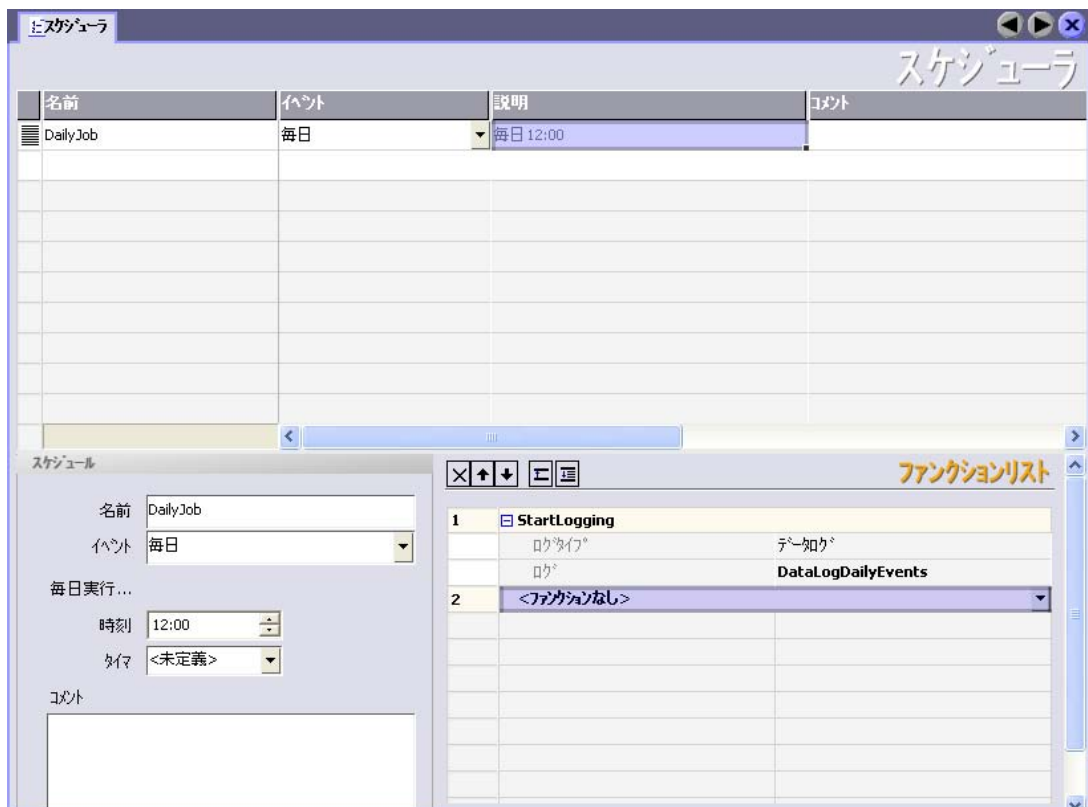 スケジューラ
スケジューラ
名前 イベント 説明 コメント
DailyJob 毎日 毎日 12:00
スケジュール
ファンクションリスト
名前 DailyJob
イベント 毎日
毎日実行...
時刻 12:00
タイマ <未定義>
コメント
1 StartLogging
ログタイプ データログ
ログ DataLogDailyEvents
2 <ファンクションなし>